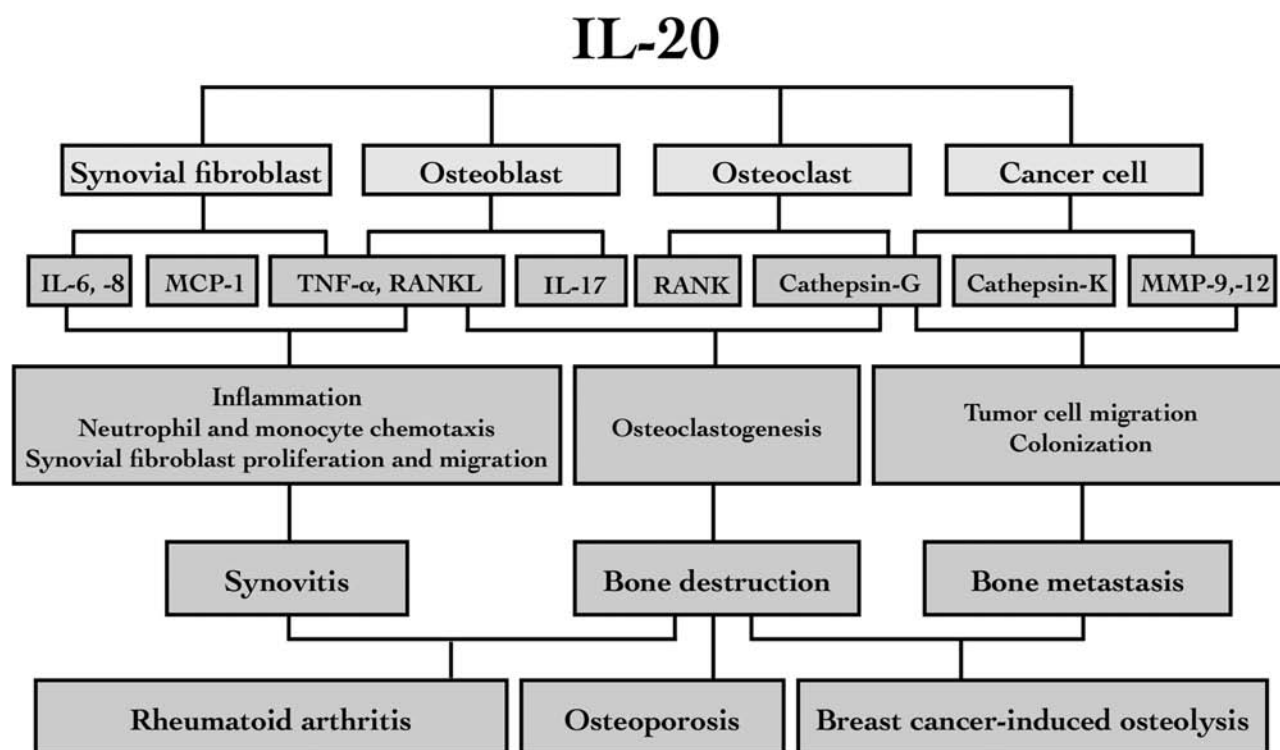 IL-20
Synovial fibroblast
Osteoblast
Osteoclast
Cancer cell
IL-6, -8
MCP-1
TNF-α, RANKL
IL-17
RANK
Cathepsin-G
Cathepsin-K
MMP-9,-12
Inflammation
Neutrophil and monocyte chemotaxis
Synovial fibroblast proliferation and migration
Osteoclastogenesis
Tumor cell migration
Colonization
Synovitis
Bone destruction
Bone metastasis
Rheumatoid arthritis
Osteoporosis
Breast cancer-induced osteolysis